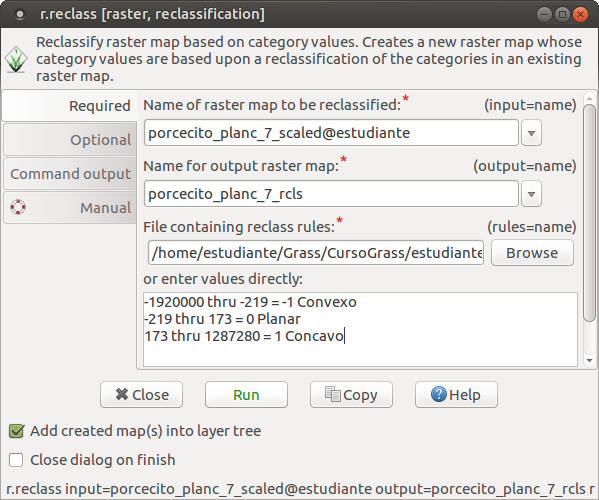 r.reclass [raster, reclassification]
Reclassify raster map based on category values. Creates a new raster map whose
category values are based upon a reclassification of the categories in an existing
raster map.
Required
Optional
Command output
Manual
Name of raster map to be reclassified:* (input=name)
porcecito_planc_7_scaled@estudiante
Name for output raster map:* (output=name)
porcecito_planc_7_rcls
File containing reclass rules:* (rules=name)
/home/estudiante/Grass/CursoGrass/estudiante Browse
or enter values directly:
-1920000 thru -219 = -1 Convexo
-219 thru 173 = 0 Planar
173 thru 1287280 = 1 Concavo
Close Run Copy Help
Add created map(s) into layer tree
Close dialog on finish
r.reclass input=porcecito_planc_7_scaled@estudiante output=porcecito_planc_7_rcls r